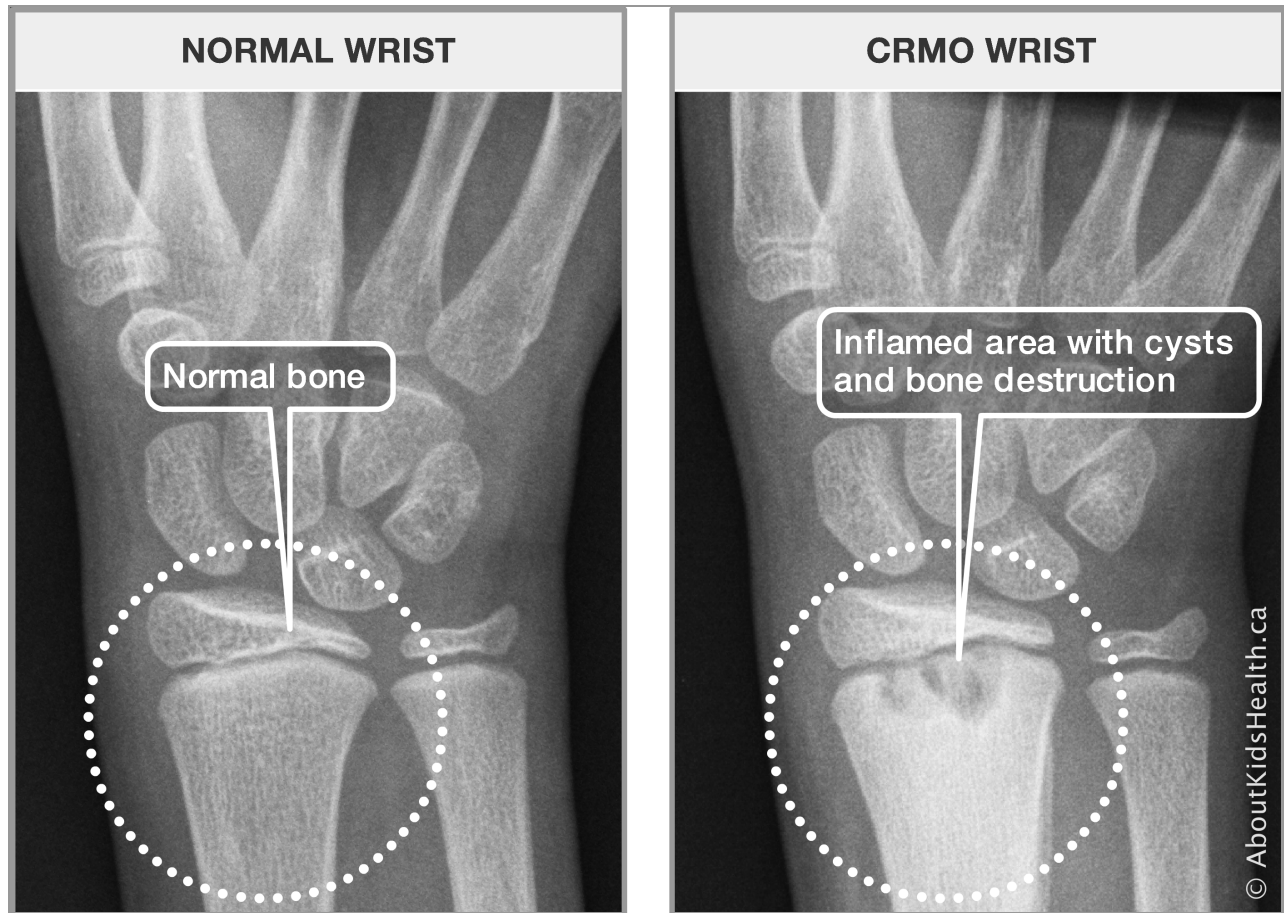 NORMAL WRIST
CRMO WRIST
Normal bone
Inflamed area with cysts
and bone destruction
© AboutKidsHealth.ca